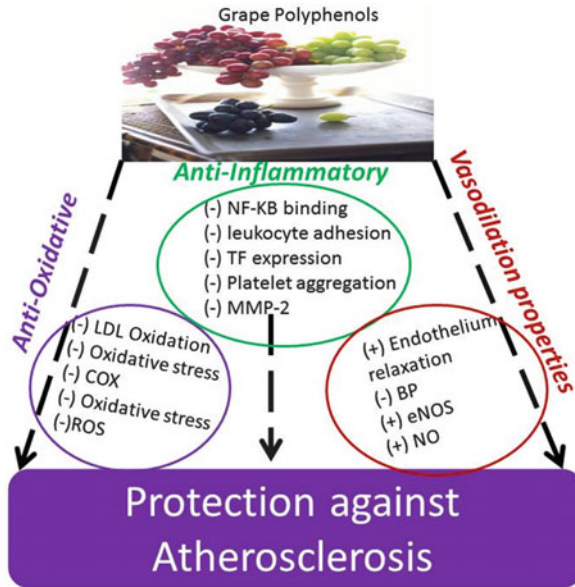 Grape Polyphenols
Anti-Inflammatory
(-) NF-KB binding
(-) leukocyte adhesion
(-) TF expression
(-) Platelet aggregation
(-) MMP-2
Anti-Oxidative
(-) LDL Oxidation
(-) Oxidative stress
(-) COX
(-) Oxidative stress
(-)ROS
Vasodilation properties
(+) Endothelium
relaxation
(-) BP
(+) eNOS
(+) NO
Protection against
Atherosclerosis